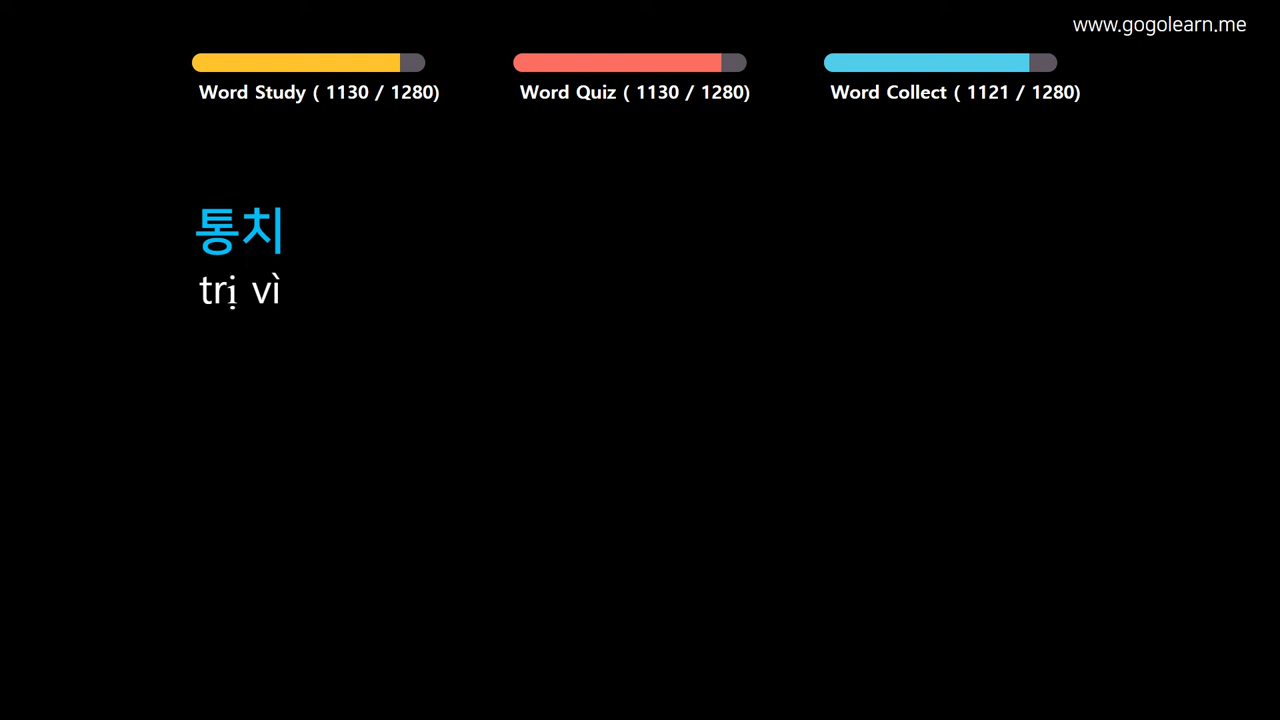 www.gogolearn.me
Word Study ( 1130 / 1280)
Word Quiz ( 1130 / 1280)
Word Collect ( 1121 / 1280)
통치
trị vì